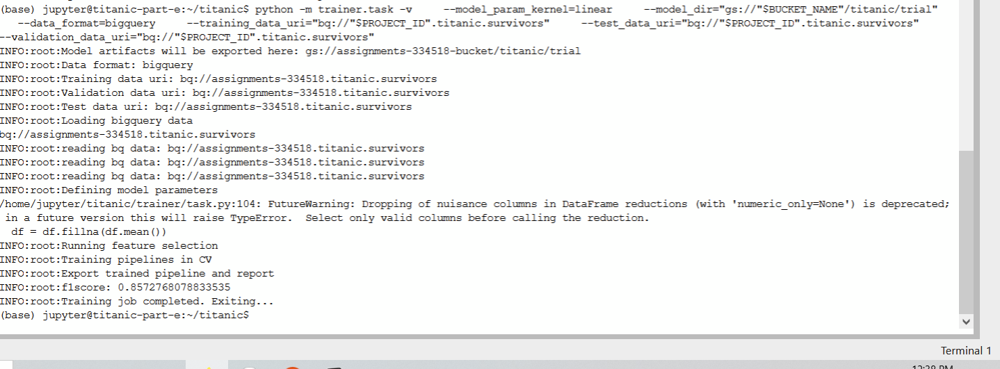 (base) jupyter@titanic-part-e:~/titanic$ python -m trainer.task -v     --model_param_kernel=linear     --model_dir="gs://"$BUCKET_NAME"/titanic/trial"
--data_format=bigquery     --training_data_uri="bq://"$PROJECT_ID".titanic.survivors"     --test_data_uri="bq://"$PROJECT_ID".titanic.survivors"
--validation_data_uri="bq://"$PROJECT_ID".titanic.survivors"
INFO:root:Model artifacts will be exported here: gs://assignments-334518-bucket/titanic/trial
INFO:root:Data format: bigquery
INFO:root:Training data uri: bq://assignments-334518.titanic.survivors
INFO:root:Validation data uri: bq://assignments-334518.titanic.survivors
INFO:root:Test data uri: bq://assignments-334518.titanic.survivors
INFO:root:Loading bigquery data
bq://assignments-334518.titanic.survivors
INFO:root:reading bq data: bq://assignments-334518.titanic.survivors
INFO:root:reading bq data: bq://assignments-334518.titanic.survivors
INFO:root:reading bq data: bq://assignments-334518.titanic.survivors
INFO:root:Defining model parameters
/home/jupyter/titanic/trainer/task.py:104: FutureWarning: Dropping of nuisance columns in DataFrame reductions (with 'numeric_only=None') is deprecated;
in a future version this will raise TypeError.  Select only valid columns before calling the reduction.
df = df.fillna(df.mean())
INFO:root:Running feature selection
INFO:root:Training pipelines in CV
INFO:root:Export trained pipeline and report
INFO:root:f1score: 0.8572768078833535
INFO:root:Training job completed. Exiting...
(base) jupyter@titanic-part-e:~/titanic$
Terminal 1